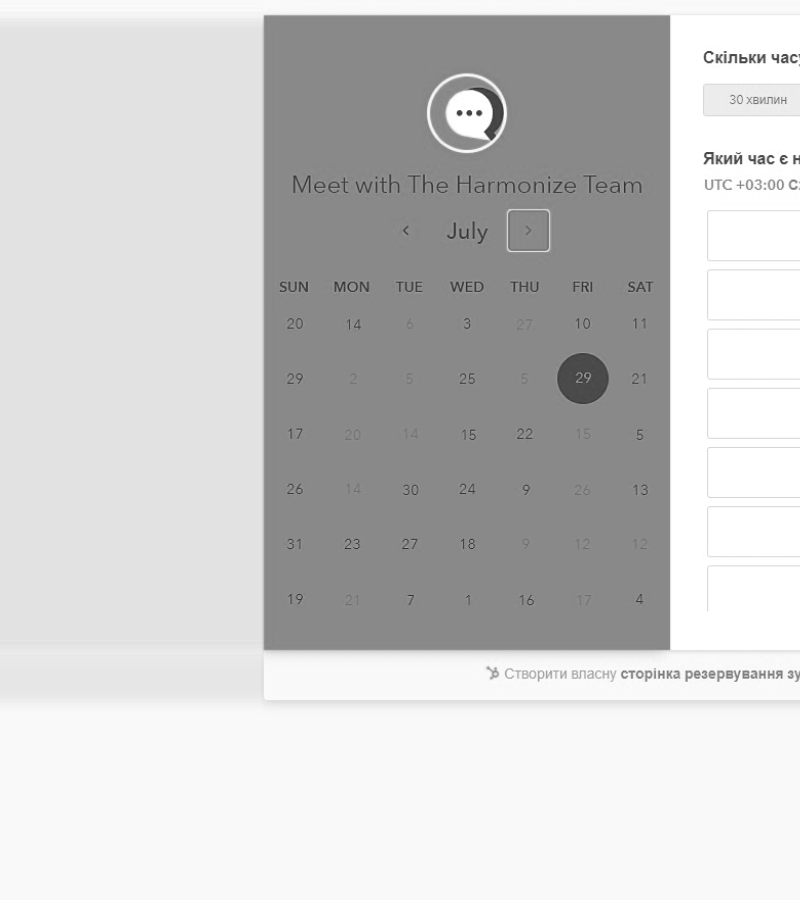 Meet with The Harmonize Team
July
SUN MON TUE WED THU FRI SAT
20 14 6 3 27 10 11
29 2 5 25 5 29 21
17 20 14 15 22 15 5
26 14 30 24 9 26 13
31 23 27 18 9 12 12
19 21 7 1 16 17 4
Скільки часу
30 хвилин
Який час є н
UTC +03:00
Створити власну сторінка резервування зу